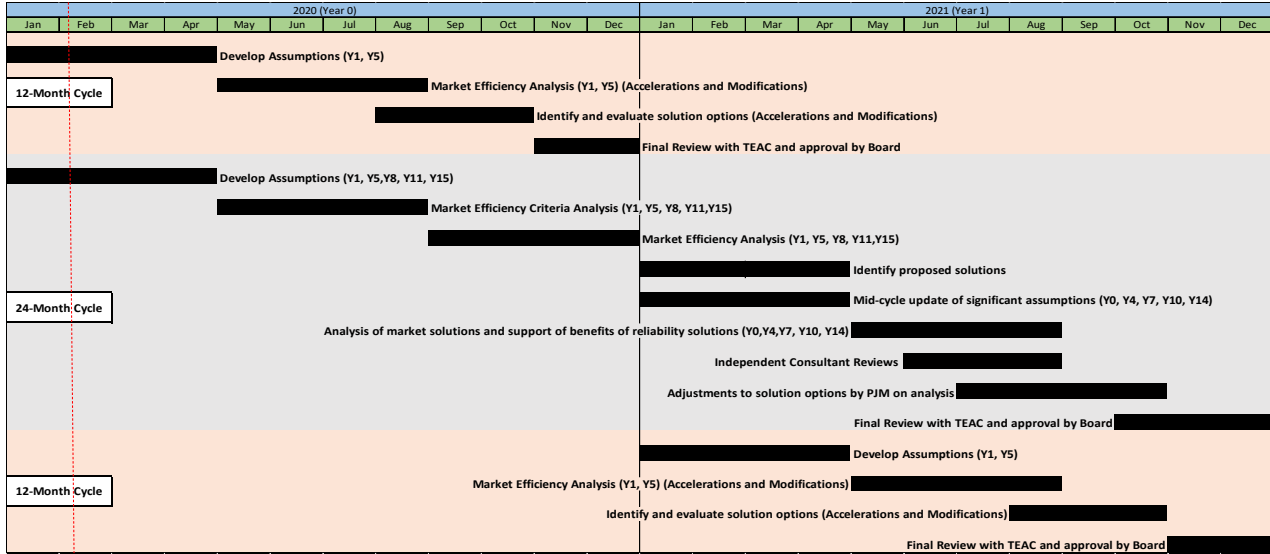 2020 (Year 0) 2021 (Year 1)
Jan Feb Mar Apr May Jun Jul Aug Sep Oct Nov Dec Jan Feb Mar Apr May Jun Jul Aug Sep Oct Nov Dec
Develop Assumptions (Y1, Y5)
12-Month Cycle
Market Efficiency Analysis (Y1, Y5) (Accelerations and Modifications)
Identify and evaluate solution options (Accelerations and Modifications)
Final Review with TEAC and approval by Board
Develop Assumptions (Y1, Y5,Y8, Y11, Y15)
Market Efficiency Criteria Analysis (Y1, Y5, Y8, Y11,Y15)
Market Efficiency Analysis (Y1, Y5, Y8, Y11,Y15)
Identify proposed solutions
24-Month Cycle
Mid-cycle update of significant assumptions (Y0, Y4, Y7, Y10, Y14)
Analysis of market solutions and support of benefits of reliability solutions (Y0,Y4,Y7, Y10, Y14)
Independent Consultant Reviews
Adjustments to solution options by PJM on analysis
Final Review with TEAC and approval by Board
Develop Assumptions (Y1, Y5)
12-Month Cycle
Market Efficiency Analysis (Y1, Y5) (Accelerations and Modifications)
Identify and evaluate solution options (Accelerations and Modifications)
Final Review with TEAC and approval by Board